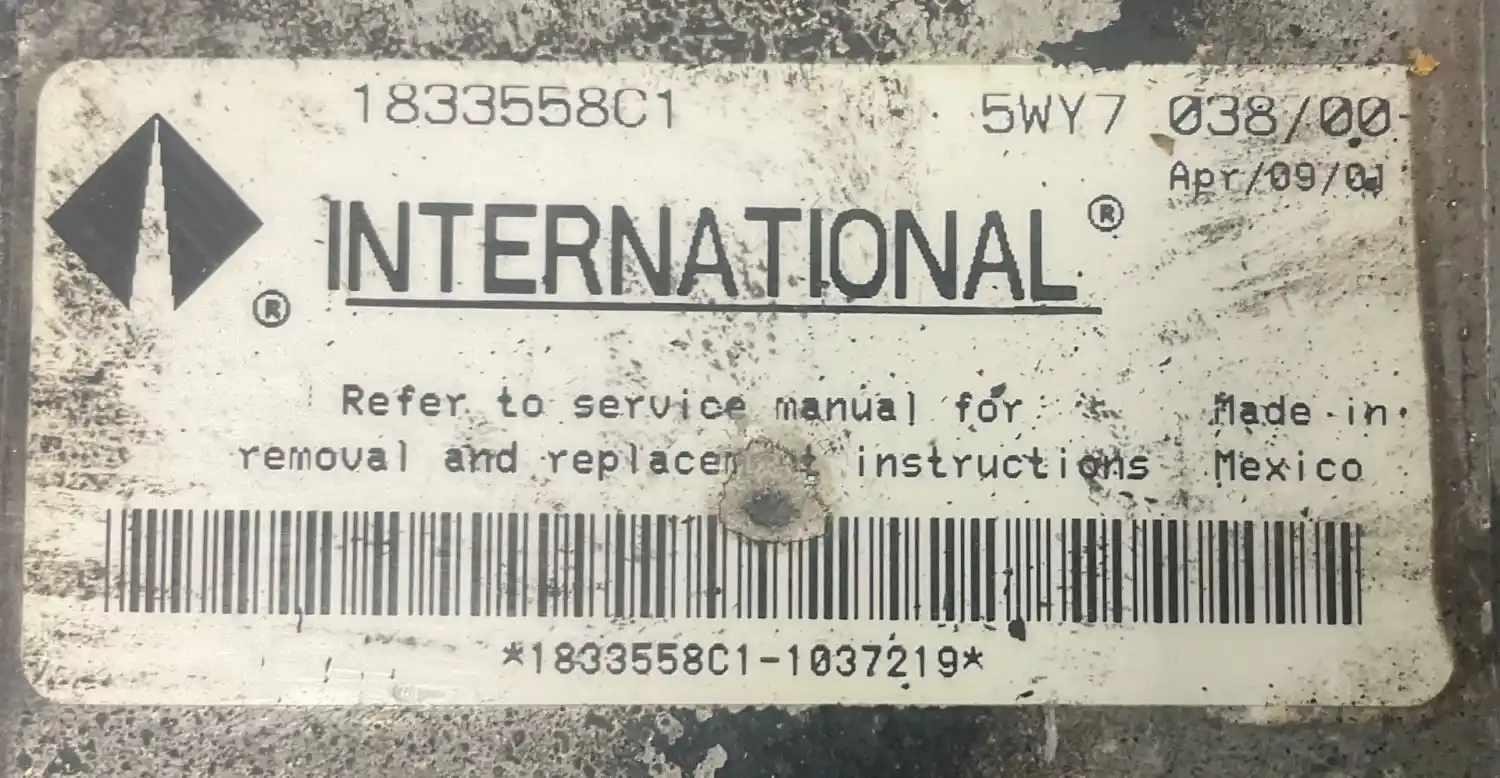 1833558C1 5WY7 038/00
Apr/09/01
INTERNATIONAL®
®
Refer to service manual for Made in
removal and replacement instructions Mexico
*1833558C1-1037219*